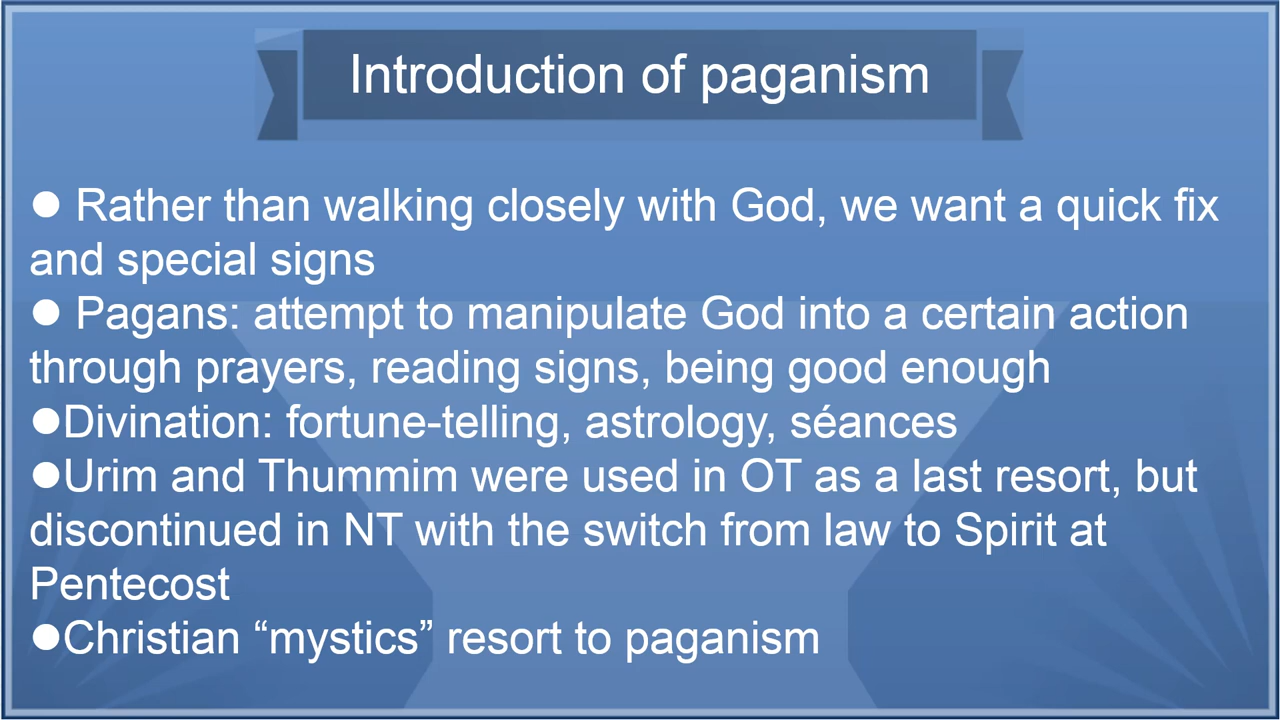 Introduction of paganism
● Rather than walking closely with God, we want a quick fix
and special signs
● Pagans: attempt to manipulate God into a certain action
through prayers, reading signs, being good enough
●Divination: fortune-telling, astrology, séances
●Urim and Thummim were used in OT as a last resort, but
discontinued in NT with the switch from law to Spirit at
Pentecost
●Christian “mystics” resort to paganism